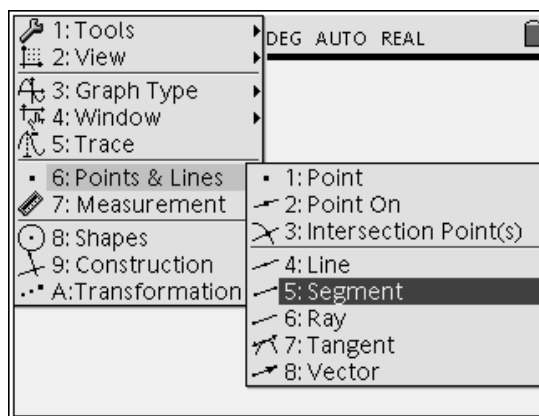 1: Tools
DEG AUTO REAL
2: View
3: Graph Type
4: Window
5: Trace
6: Points & Lines
7: Measurement
8: Shapes
9: Construction
A: Transformation
1: Point
2: Point On
3: Intersection Point(s)
4: Line
5: Segment
6: Ray
7: Tangent
8: Vector